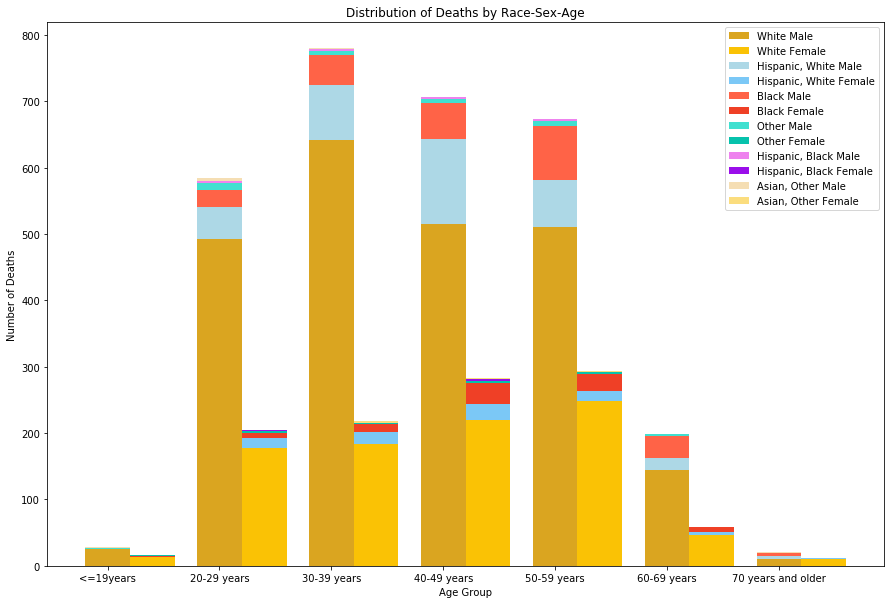 Distribution of Deaths by Race-Sex-Age
800
700
600
500
400
300
200
100
0
Number of Deaths
White Male
White Female
Hispanic, White Male
Hispanic, White Female
Black Male
Black Female
Other Male
Other Female
Hispanic, Black Male
Hispanic, Black Female
Asian, Other Male
Asian, Other Female
<=19years 20-29 years 30-39 years 40-49 years 50-59 years 60-69 years 70 years and older
Age Group